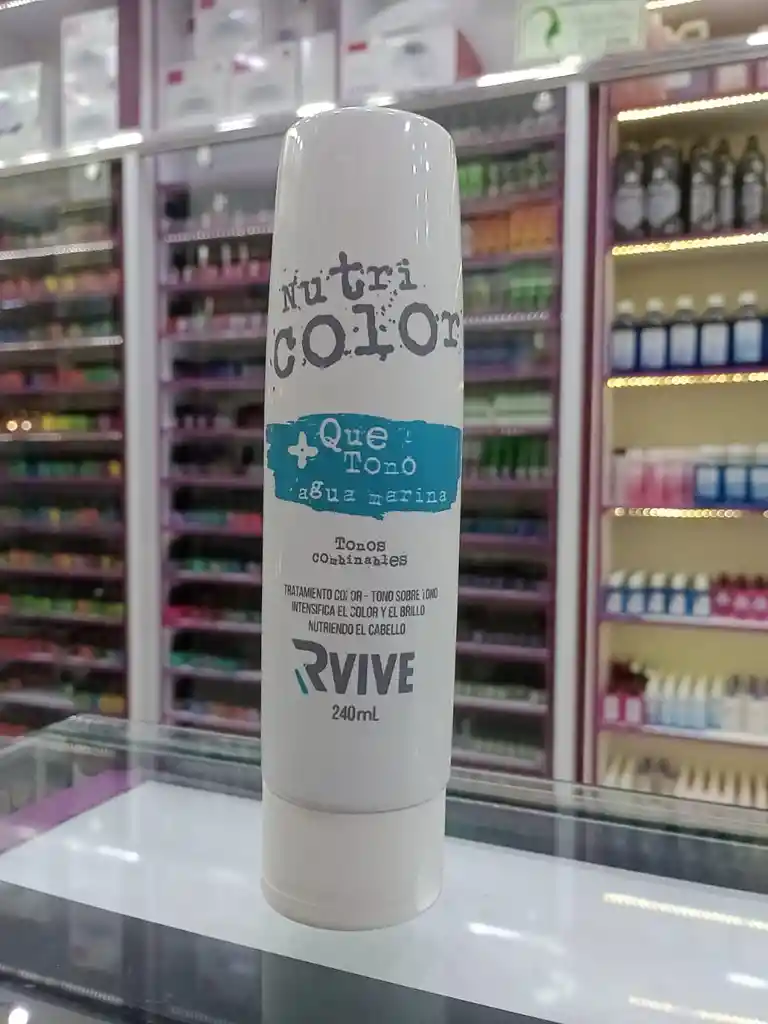 Nutri
color
+ Que
Tono
agua marina
Tonos
combinables
TRATAMIENTO COLOR - TONO SOBRE TONO
INTENSIFICA EL COLOR Y EL BRILLO
NUTRIENDO EL CABELLO
RVIVE
240mL